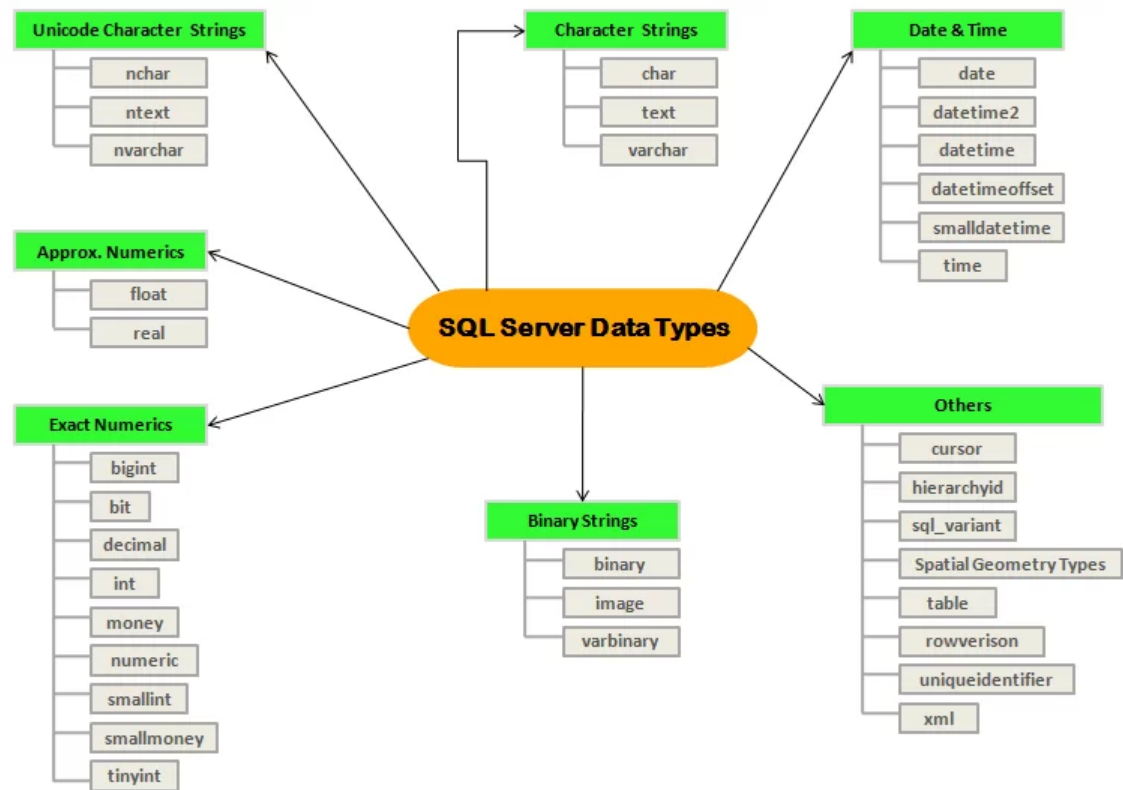 Unicode Character Strings
nchar
ntext
nvarchar
Character Strings
char
text
varchar
Date & Time
date
datetime2
datetime
datetimeoffset
smalldatetime
time
Approx. Numerics
float
real
SQL Server Data Types
Exact Numerics
bigint
bit
decimal
int
money
numeric
smallint
smallmoney
tinyint
Binary Strings
binary
image
varbinary
Others
cursor
hierarchyid
sql_variant
Spatial Geometry Types
table
rowverison
uniqueidentifier
xml